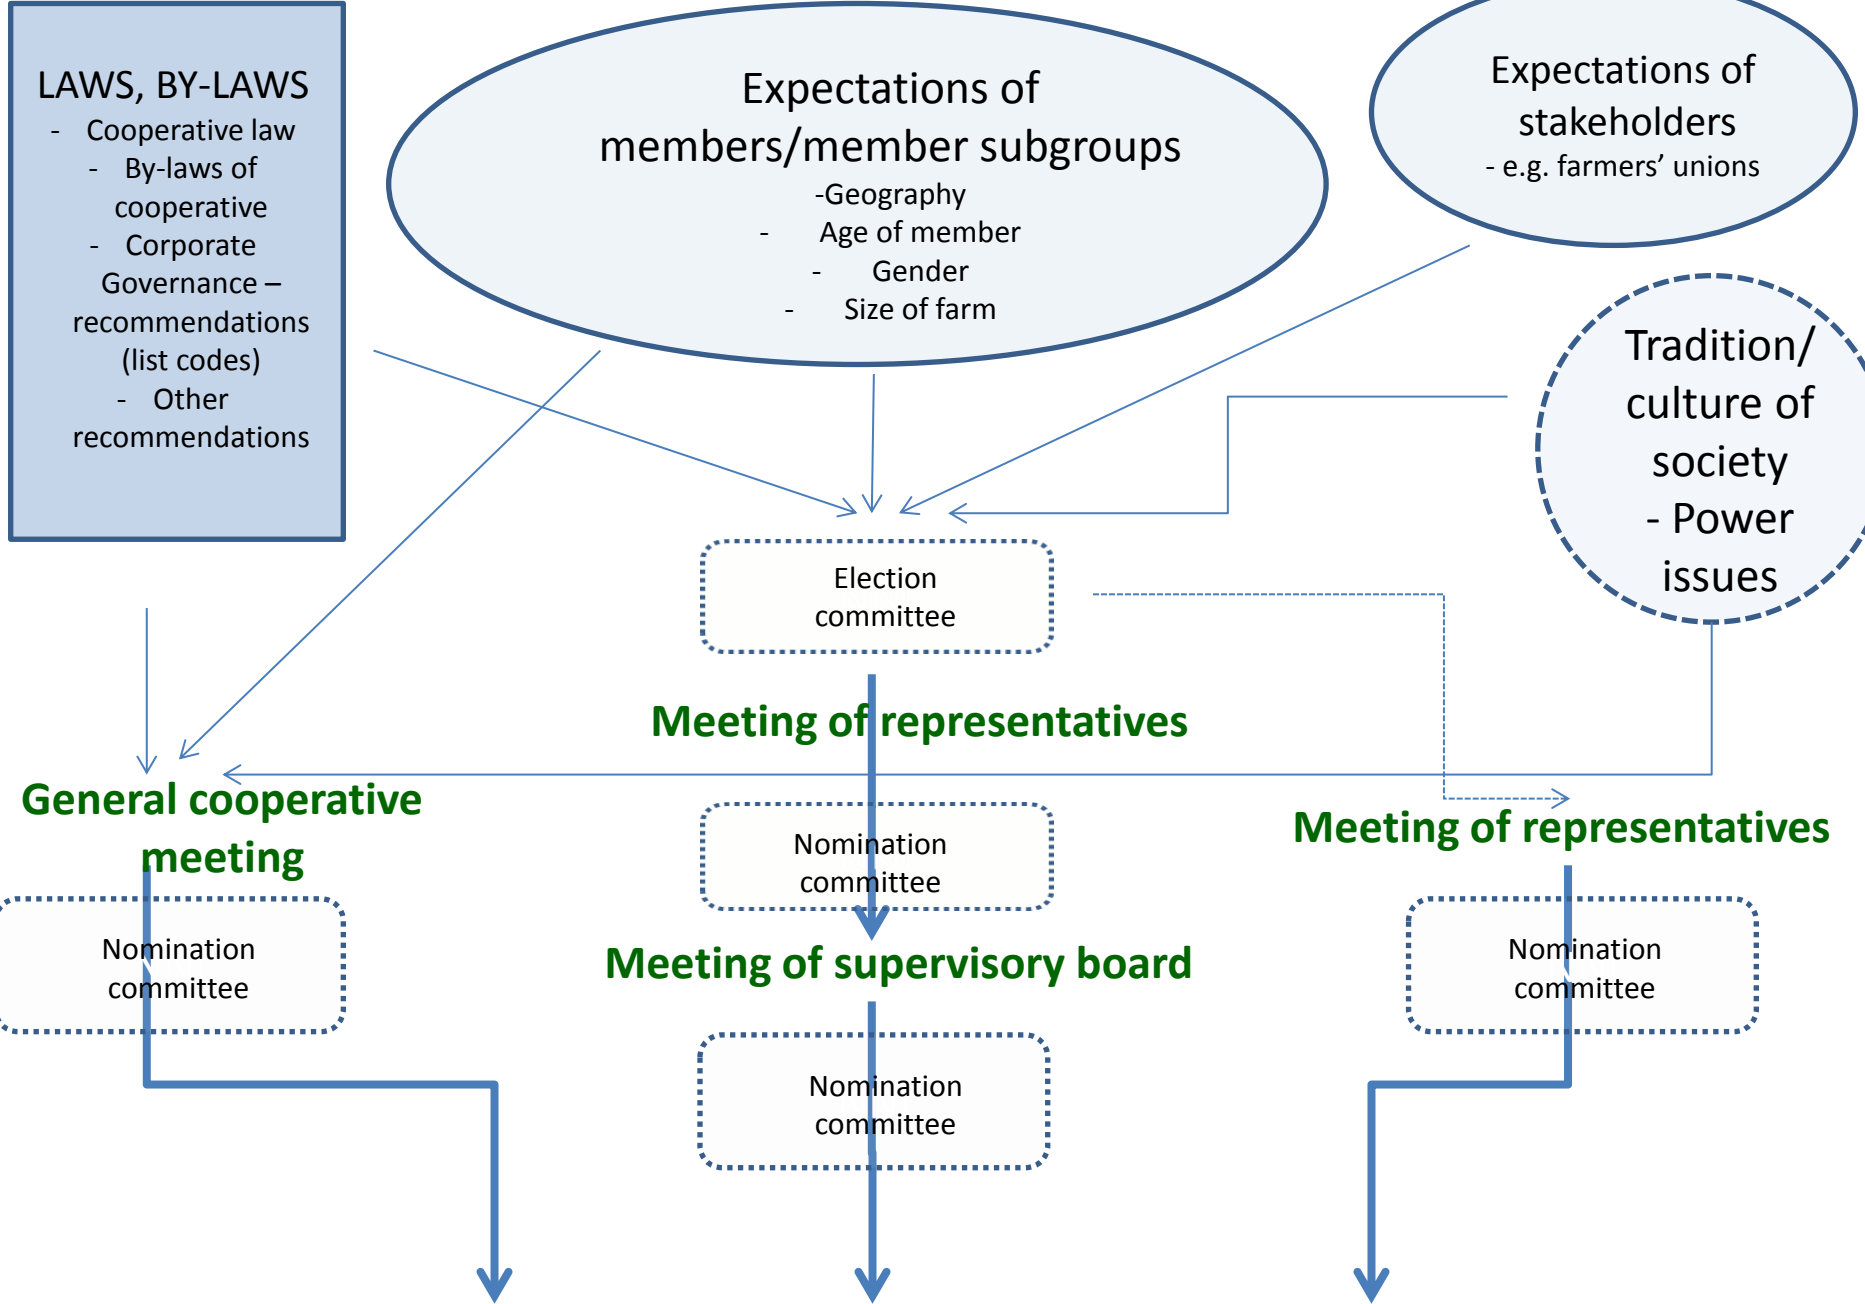 LAWS, BY-LAWS
- Cooperative law
- By-laws of
cooperative
- Corporate
Governance –
recommendations
(list codes)
- Other
recommendations
Expectations of
members/member subgroups
-Geography
- Age of member
- Gender
- Size of farm
Expectations of
stakeholders
- e.g. farmers’ unions
Tradition/
culture of
society
- Power
issues
Election
committee
Meeting of representatives
General cooperative
meeting
Nomination
committee
Meeting of representatives
Nomination
committee
Meeting of supervisory board
Nomination
committee
Nomination
committee